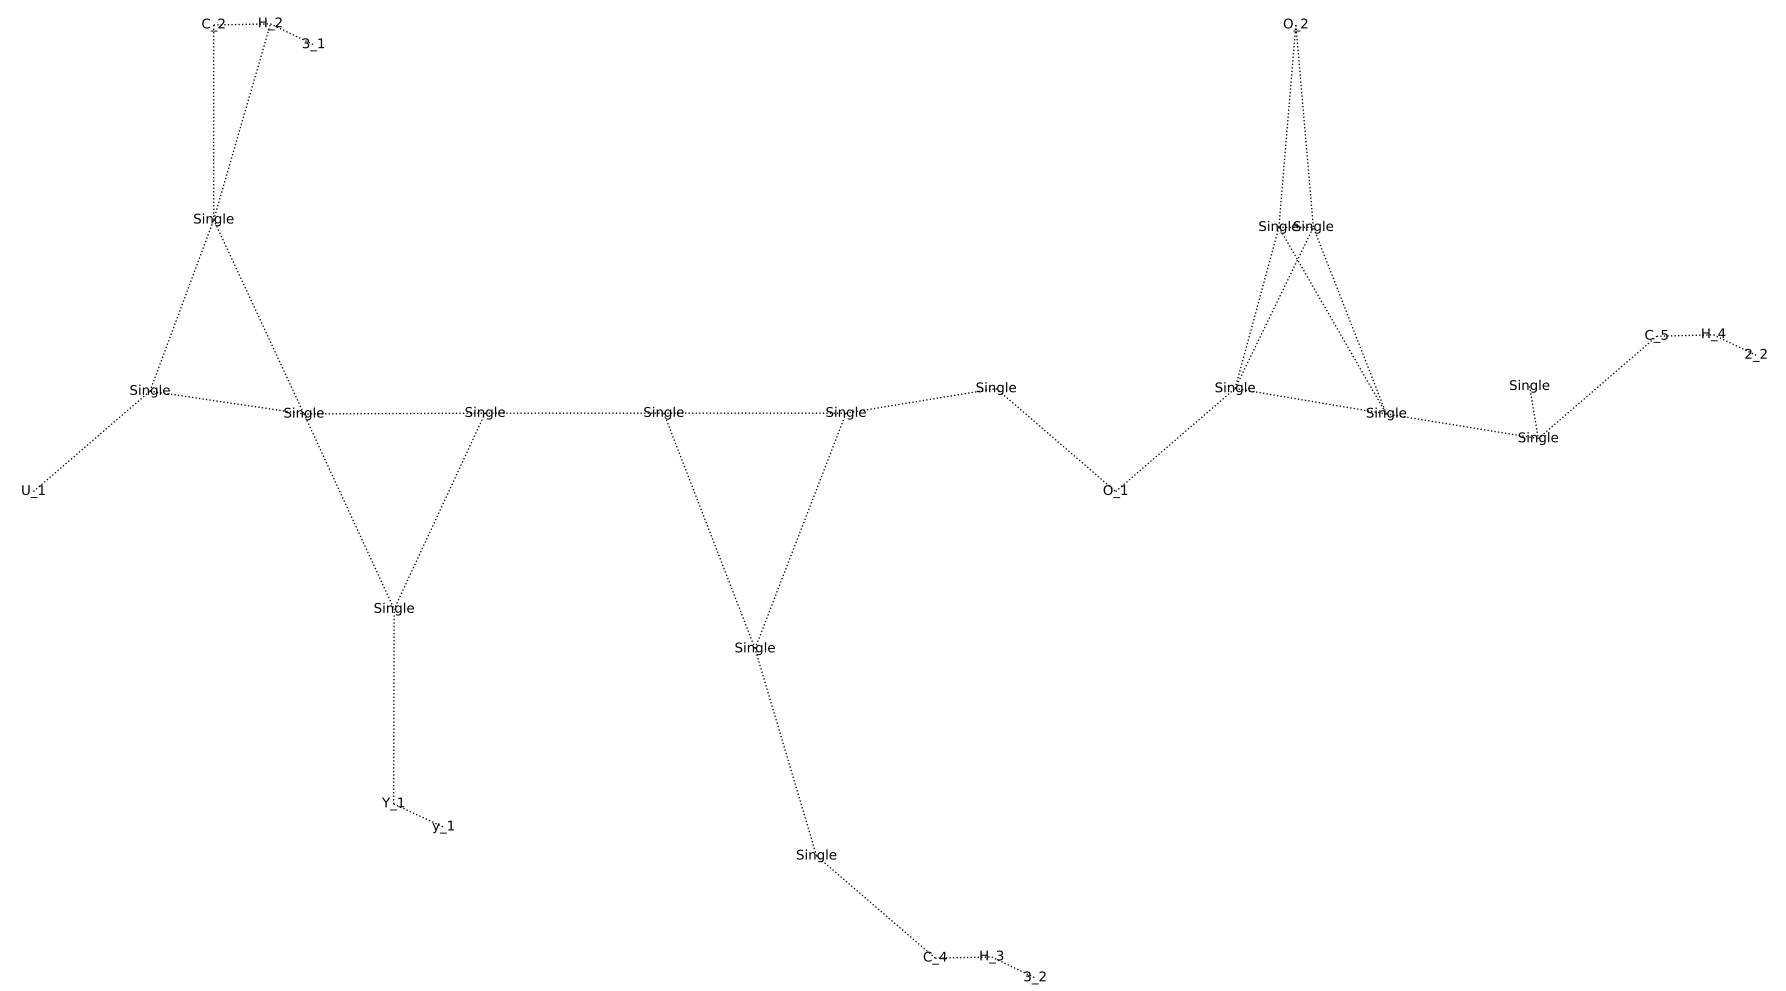 C_2 H_2 O_2
3_1
Single
Single Single
C_5 H_4
2_2
Single Single Single Single
Single Single Single Single Single Single
U_1 O_1
Single
Single
Y_1
y_1
Single
C_4 H_3
3_2